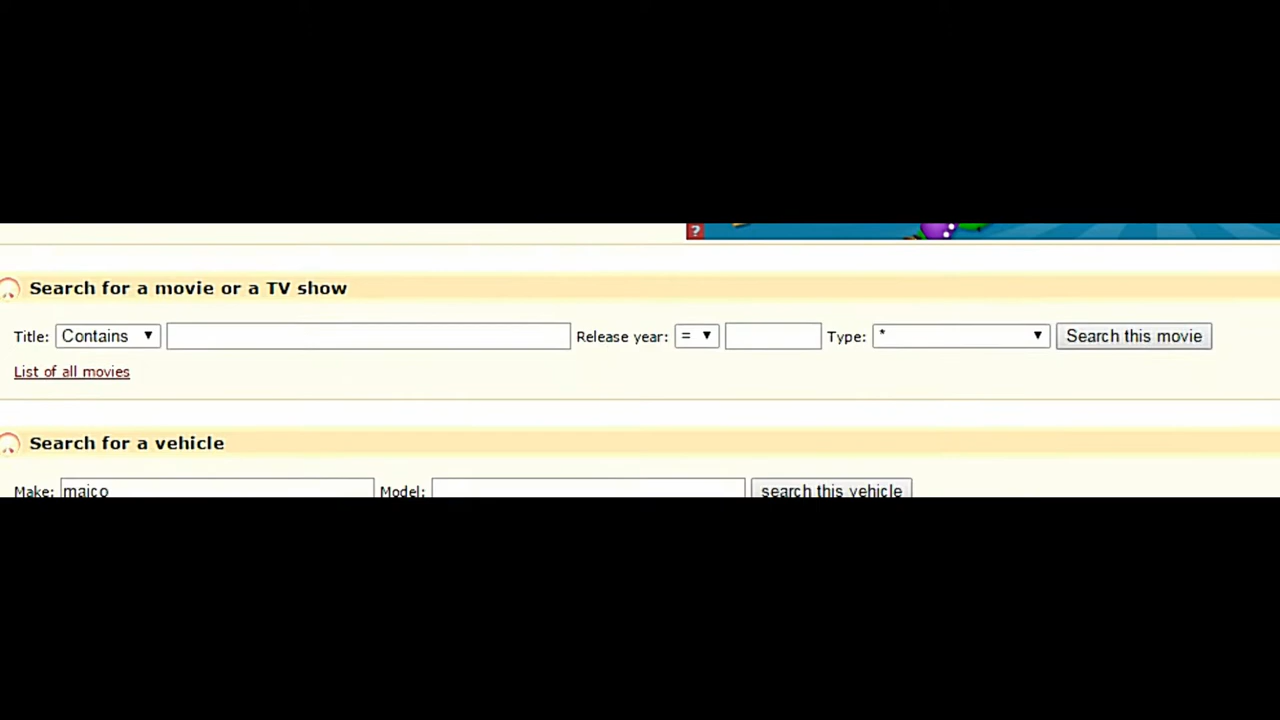 ?
Search for a movie or a TV show
Title: Contains Release year: = Type: * Search this movie
List of all movies
Search for a vehicle
Make: maico Model: search this vehicle